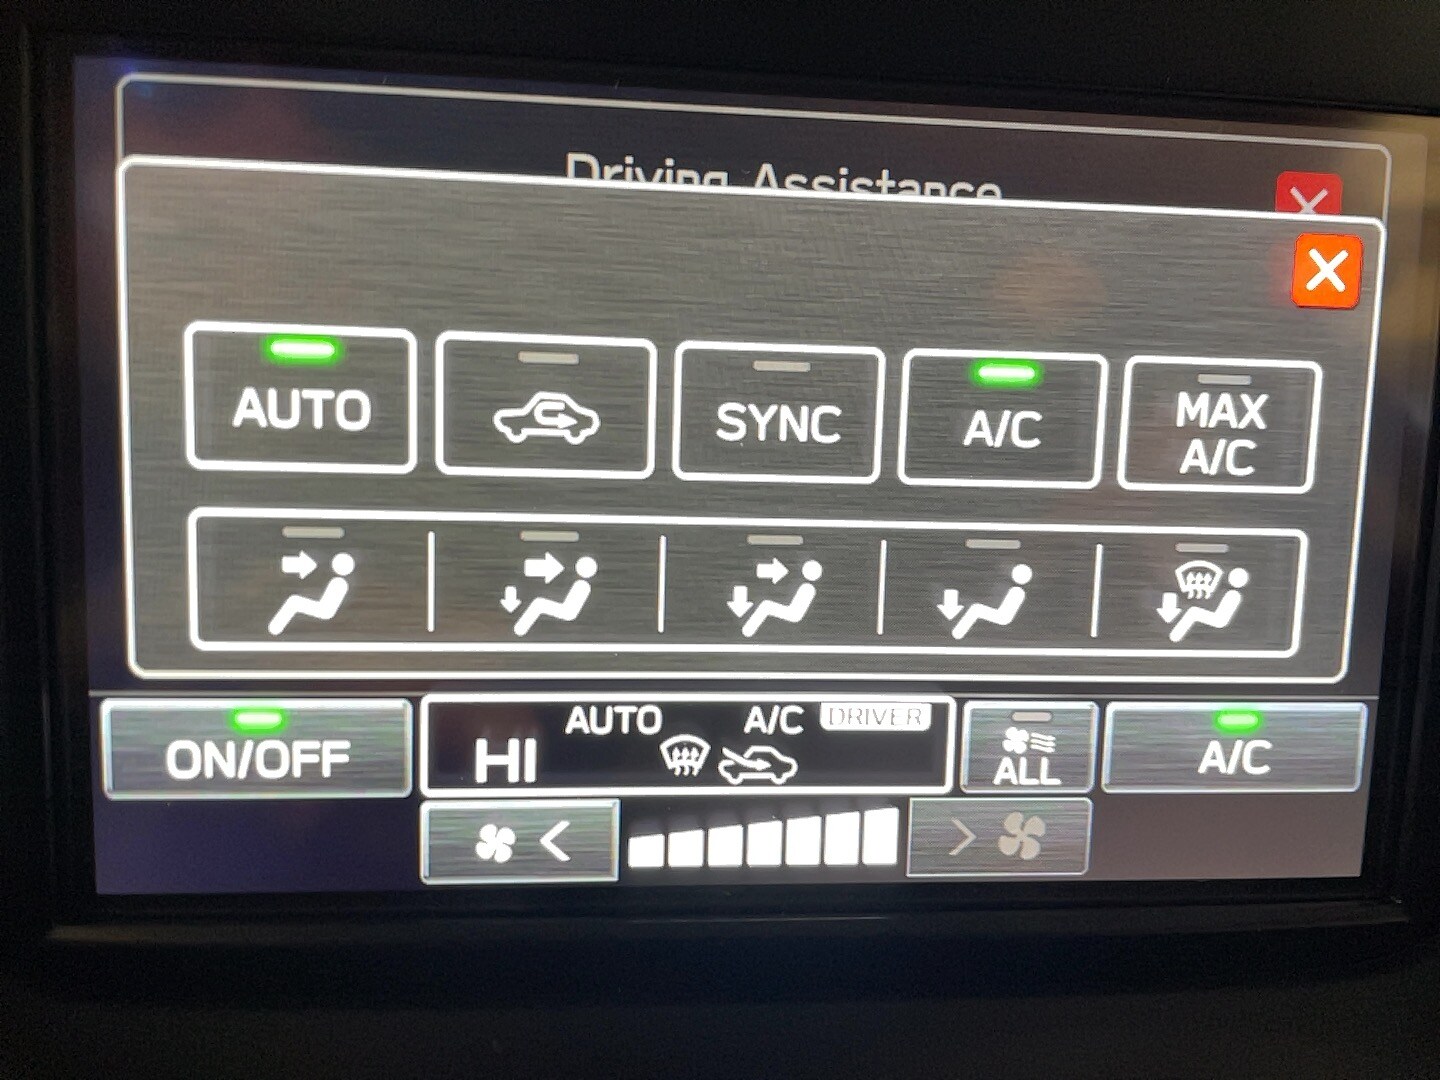 Driving Assistance
AUTO
SYNC
A/C
MAX
A/C
ON/OFF
AUTO A/C DRIVER
HI
ALL
A/C